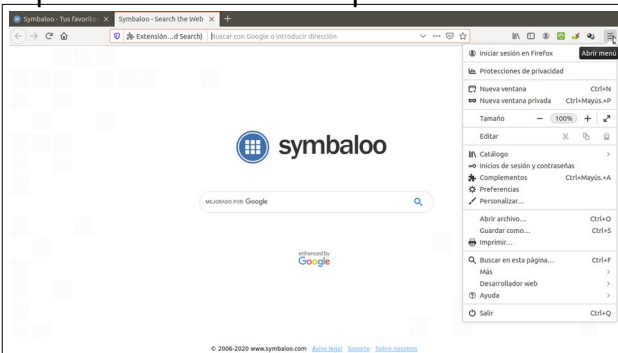 Symbaloo - Tus favoritos
Symbaloo - Search the Web
Extensión...d Search)
Buscar con Google o introducir dirección
Abrir menú
Iniciar sesión en Firefox
Protecciones de privacidad
Nueva ventana Ctrl+N
Nueva ventana privada Ctrl+Mayús.+P
Tamaño − 100% +
Editar
Catálogo
Inicios de sesión y contraseñas
Complementos Ctrl+Mayús.+A
Preferencias
Personalizar...
Abrir archivo... Ctrl+O
Guardar como... Ctrl+S
Imprimir...
Buscar en esta página... Ctrl+F
Más
Desarrollador web
Ayuda
Salir Ctrl+Q
symbaloo
MEJORADO POR Google
enhanced by
Google
© 2006-2020 www.symbaloo.com Aviso legal Soporte Sobre nosotros